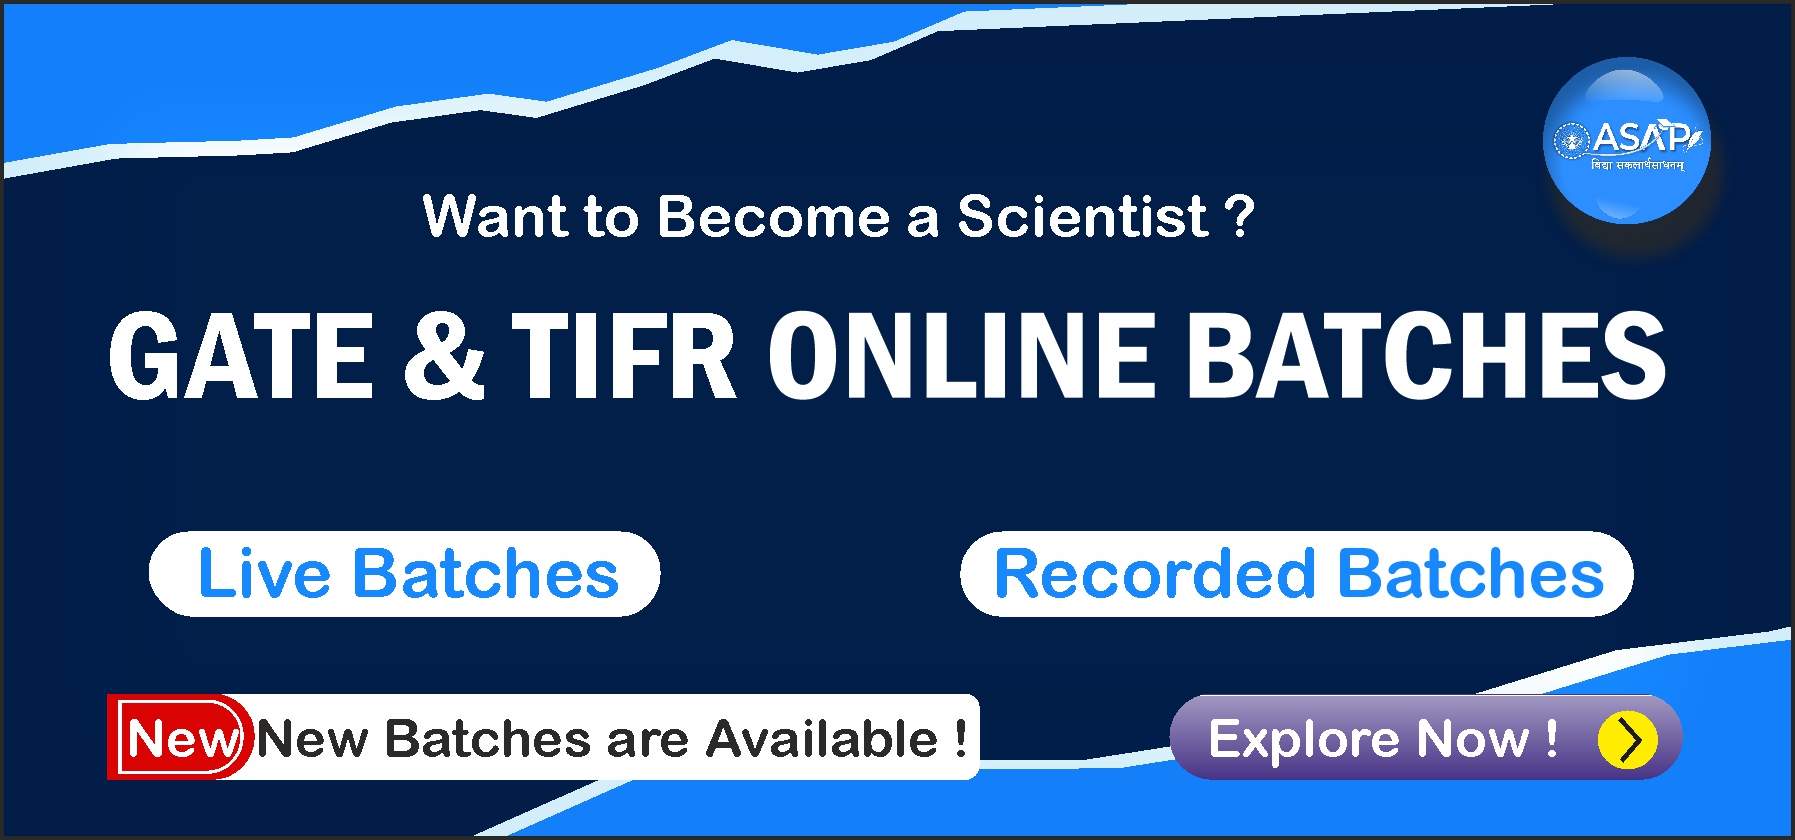 ASAP
विद्या सकलार्थसाधनम्
Want to Become a Scientist ?
GATE & TIFR ONLINE BATCHES
Live Batches
Recorded Batches
New
New Batches are Available !
Explore Now !